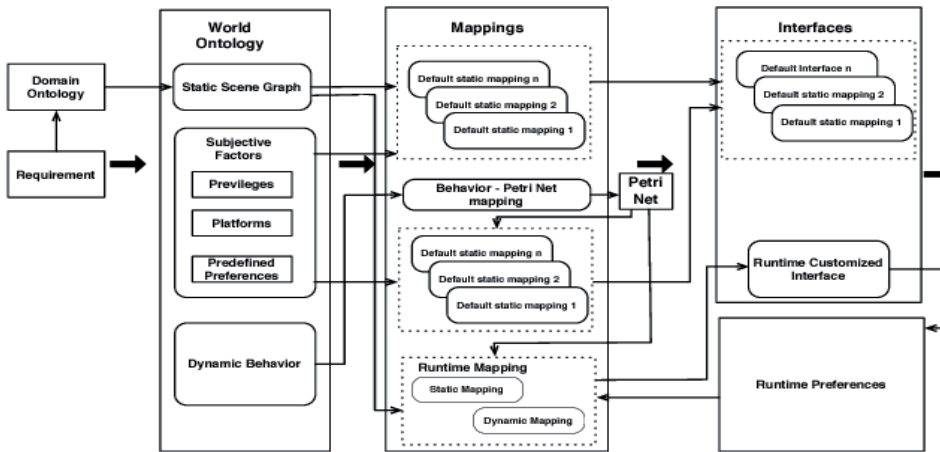 World
Ontology
Mappings
Interfaces
Domain
Ontology
Requirement
Static Scene Graph
Subjective
Factors
Previleges
Platforms
Predefined
Preferences
Dynamic Behavior
Default static mapping n
Default static mapping 2
Default static mapping 1
Behavior - Petri Net
mapping
Petri
Net
Default static mapping n
Default static mapping 2
Default static mapping 1
Runtime Mapping
Static Mapping
Dynamic Mapping
Default Interface n
Default static mapping 2
Default static mapping 1
Runtime Customized
Interface
Runtime Preferences